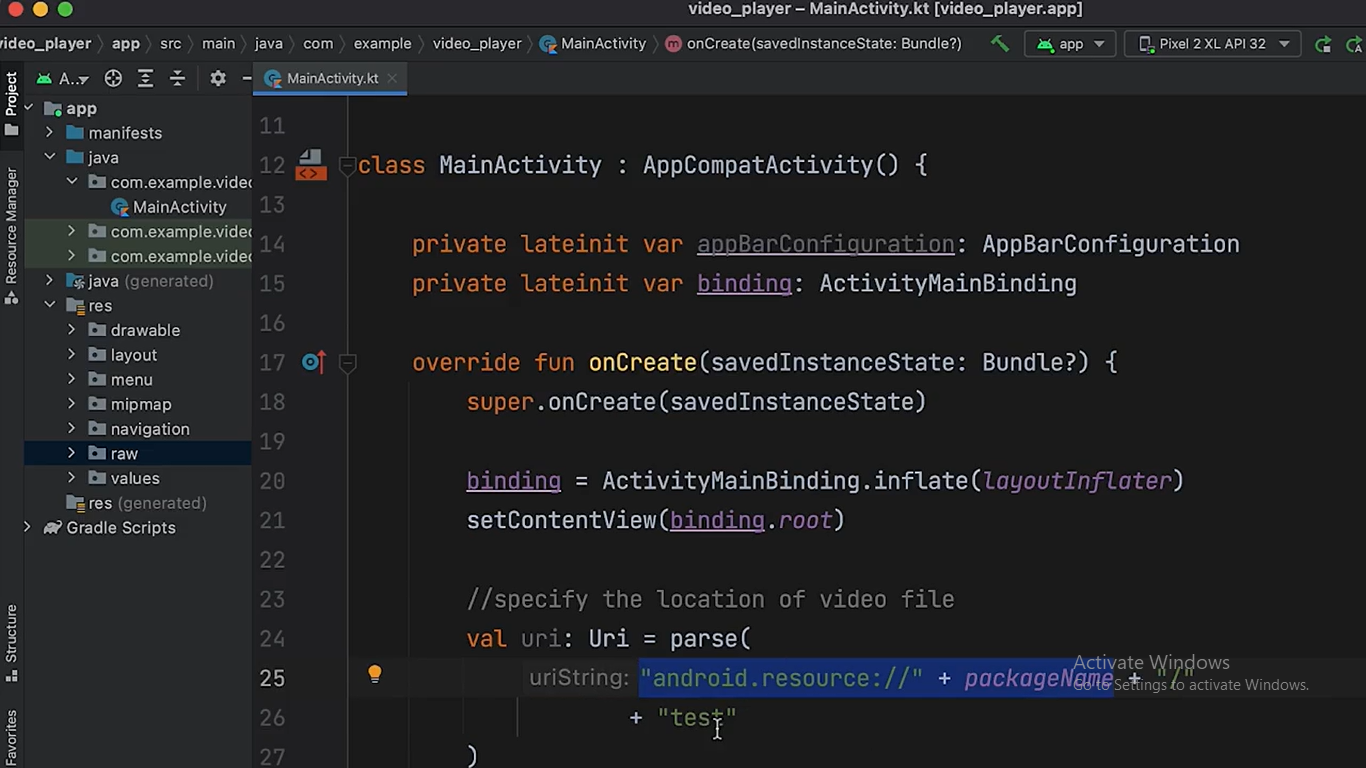 video_player – MainActivity.kt [video_player.app]
video_player app src main java com example video_player MainActivity onCreate(savedInstanceState: Bundle?) app Pixel 2 XL API 32
Project
Resource Manager
Structure
Favorites
A..
MainActivity.kt
app
manifests
java
com.example.videc
MainActivity
com.example.videc
com.example.videc
java (generated)
res
drawable
layout
menu
mipmap
navigation
raw
values
res (generated)
Gradle Scripts
11
12 class MainActivity : AppCompatActivity() {
13
14 private lateinit var appBarConfiguration: AppBarConfiguration
15 private lateinit var binding: ActivityMainBinding
16
17 override fun onCreate(savedInstanceState: Bundle?) {
18 super.onCreate(savedInstanceState)
19
20 binding = ActivityMainBinding.inflate(layoutInflater)
21 setContentView(binding.root)
22
23 //specify the location of video file
24 val uri: Uri = parse(
25 uriString: "android.resource://" + packageName + "/"
26 + "test"
27 )
Activate Windows
Go to Settings to activate Windows.